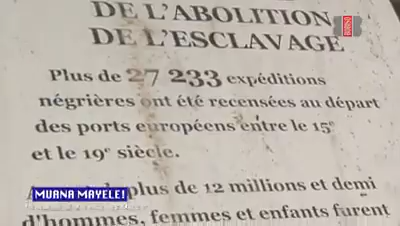 DE L'ABOLITION
DE L'ESCLAVAGE
Plus de 27 233 expéditions
négrières ont été recensées au départ
des ports européens entre le 15e
et le 19e siècle.
plus de 12 millions et demi
MUANA MAYELE!
d'hommes, femmes et enfants furent